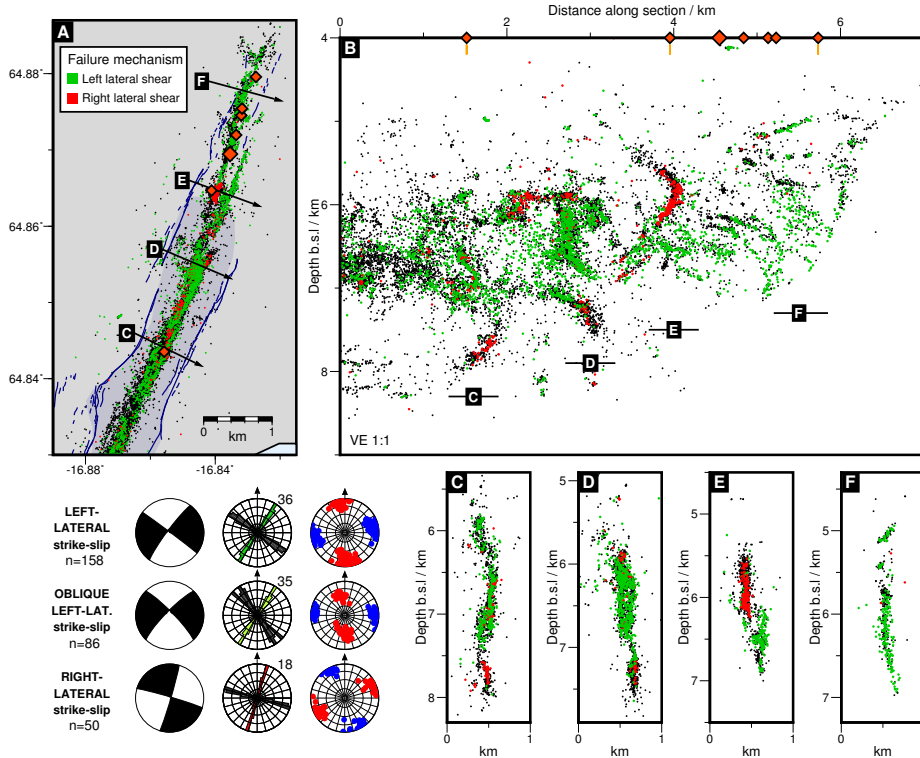 Distance along section / km
0
2
4
6
A
Failure mechanism
Left lateral shear
Right lateral shear
64.88°
64.86°
64.84°
-16.88°
-16.84°
F
E
D
C
0
1
km
B
4
6
8
Depth b.s.l / km
F
E
D
C
VE 1:1
LEFT-
LATERAL
strike-slip
n=158
36
OBLIQUE
LEFT-LAT.
strike-slip
n=86
35
RIGHT-
LATERAL
strike-slip
n=50
18
C
Depth b.s.l / km
6
7
8
0
1
km
D
Depth b.s.l / km
5
6
7
0
1
km
E
Depth b.s.l / km
5
6
7
0
1
km
F
Depth b.s.l / km
5
6
7
0
1
km